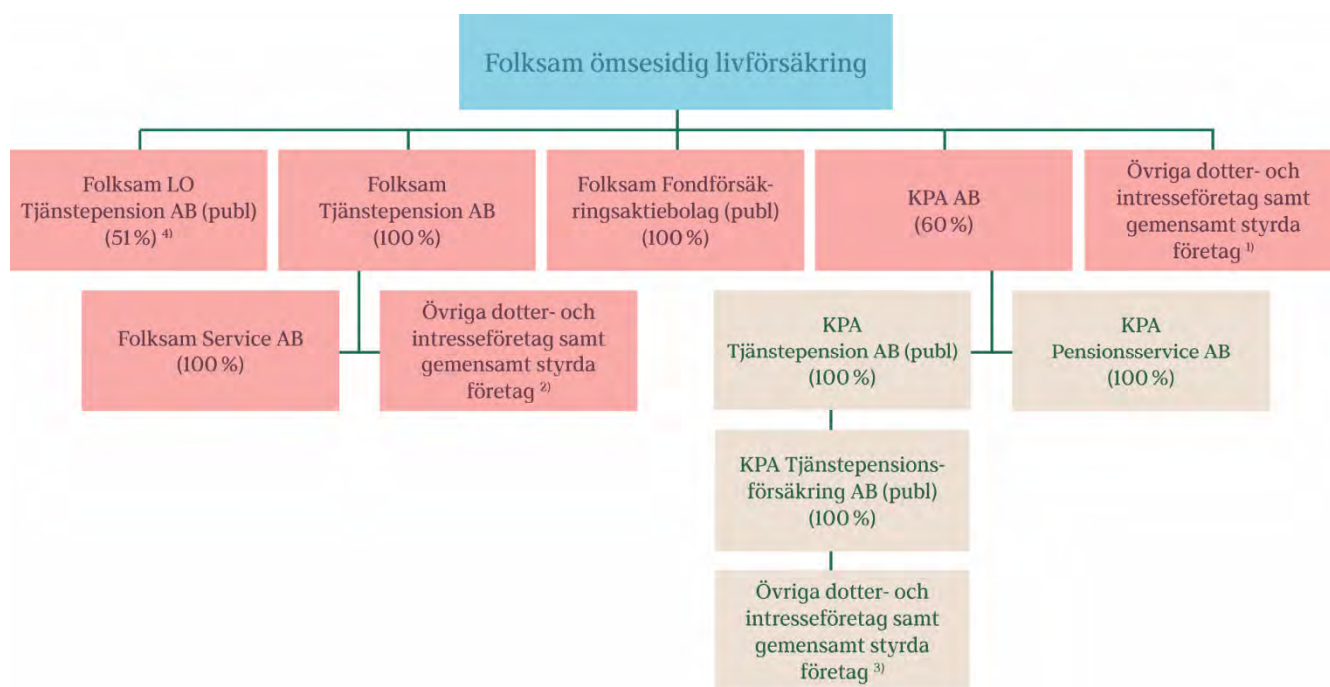 Folksam ömsesidig livförsäkring
Folksam LO
Tjänstepension AB (publ)
(51 %) 4)
Folksam
Tjänstepension AB
(100 %)
Folksam Fondförsäk-
ringsaktiebolag (publ)
(100 %)
KPA AB
(60 %)
Övriga dotter- och
intresseföretag samt
gemensamt styrda
företag 1)
Folksam Service AB
(100 %)
Övriga dotter- och
intresseföretag samt
gemensamt styrda
företag 2)
KPA
Tjänstepension AB (publ)
(100 %)
KPA
Pensionsservice AB
(100 %)
KPA Tjänstepensions-
försäkring AB (publ)
(100 %)
Övriga dotter- och
intresseföretag samt
gemensamt styrda
företag 3)